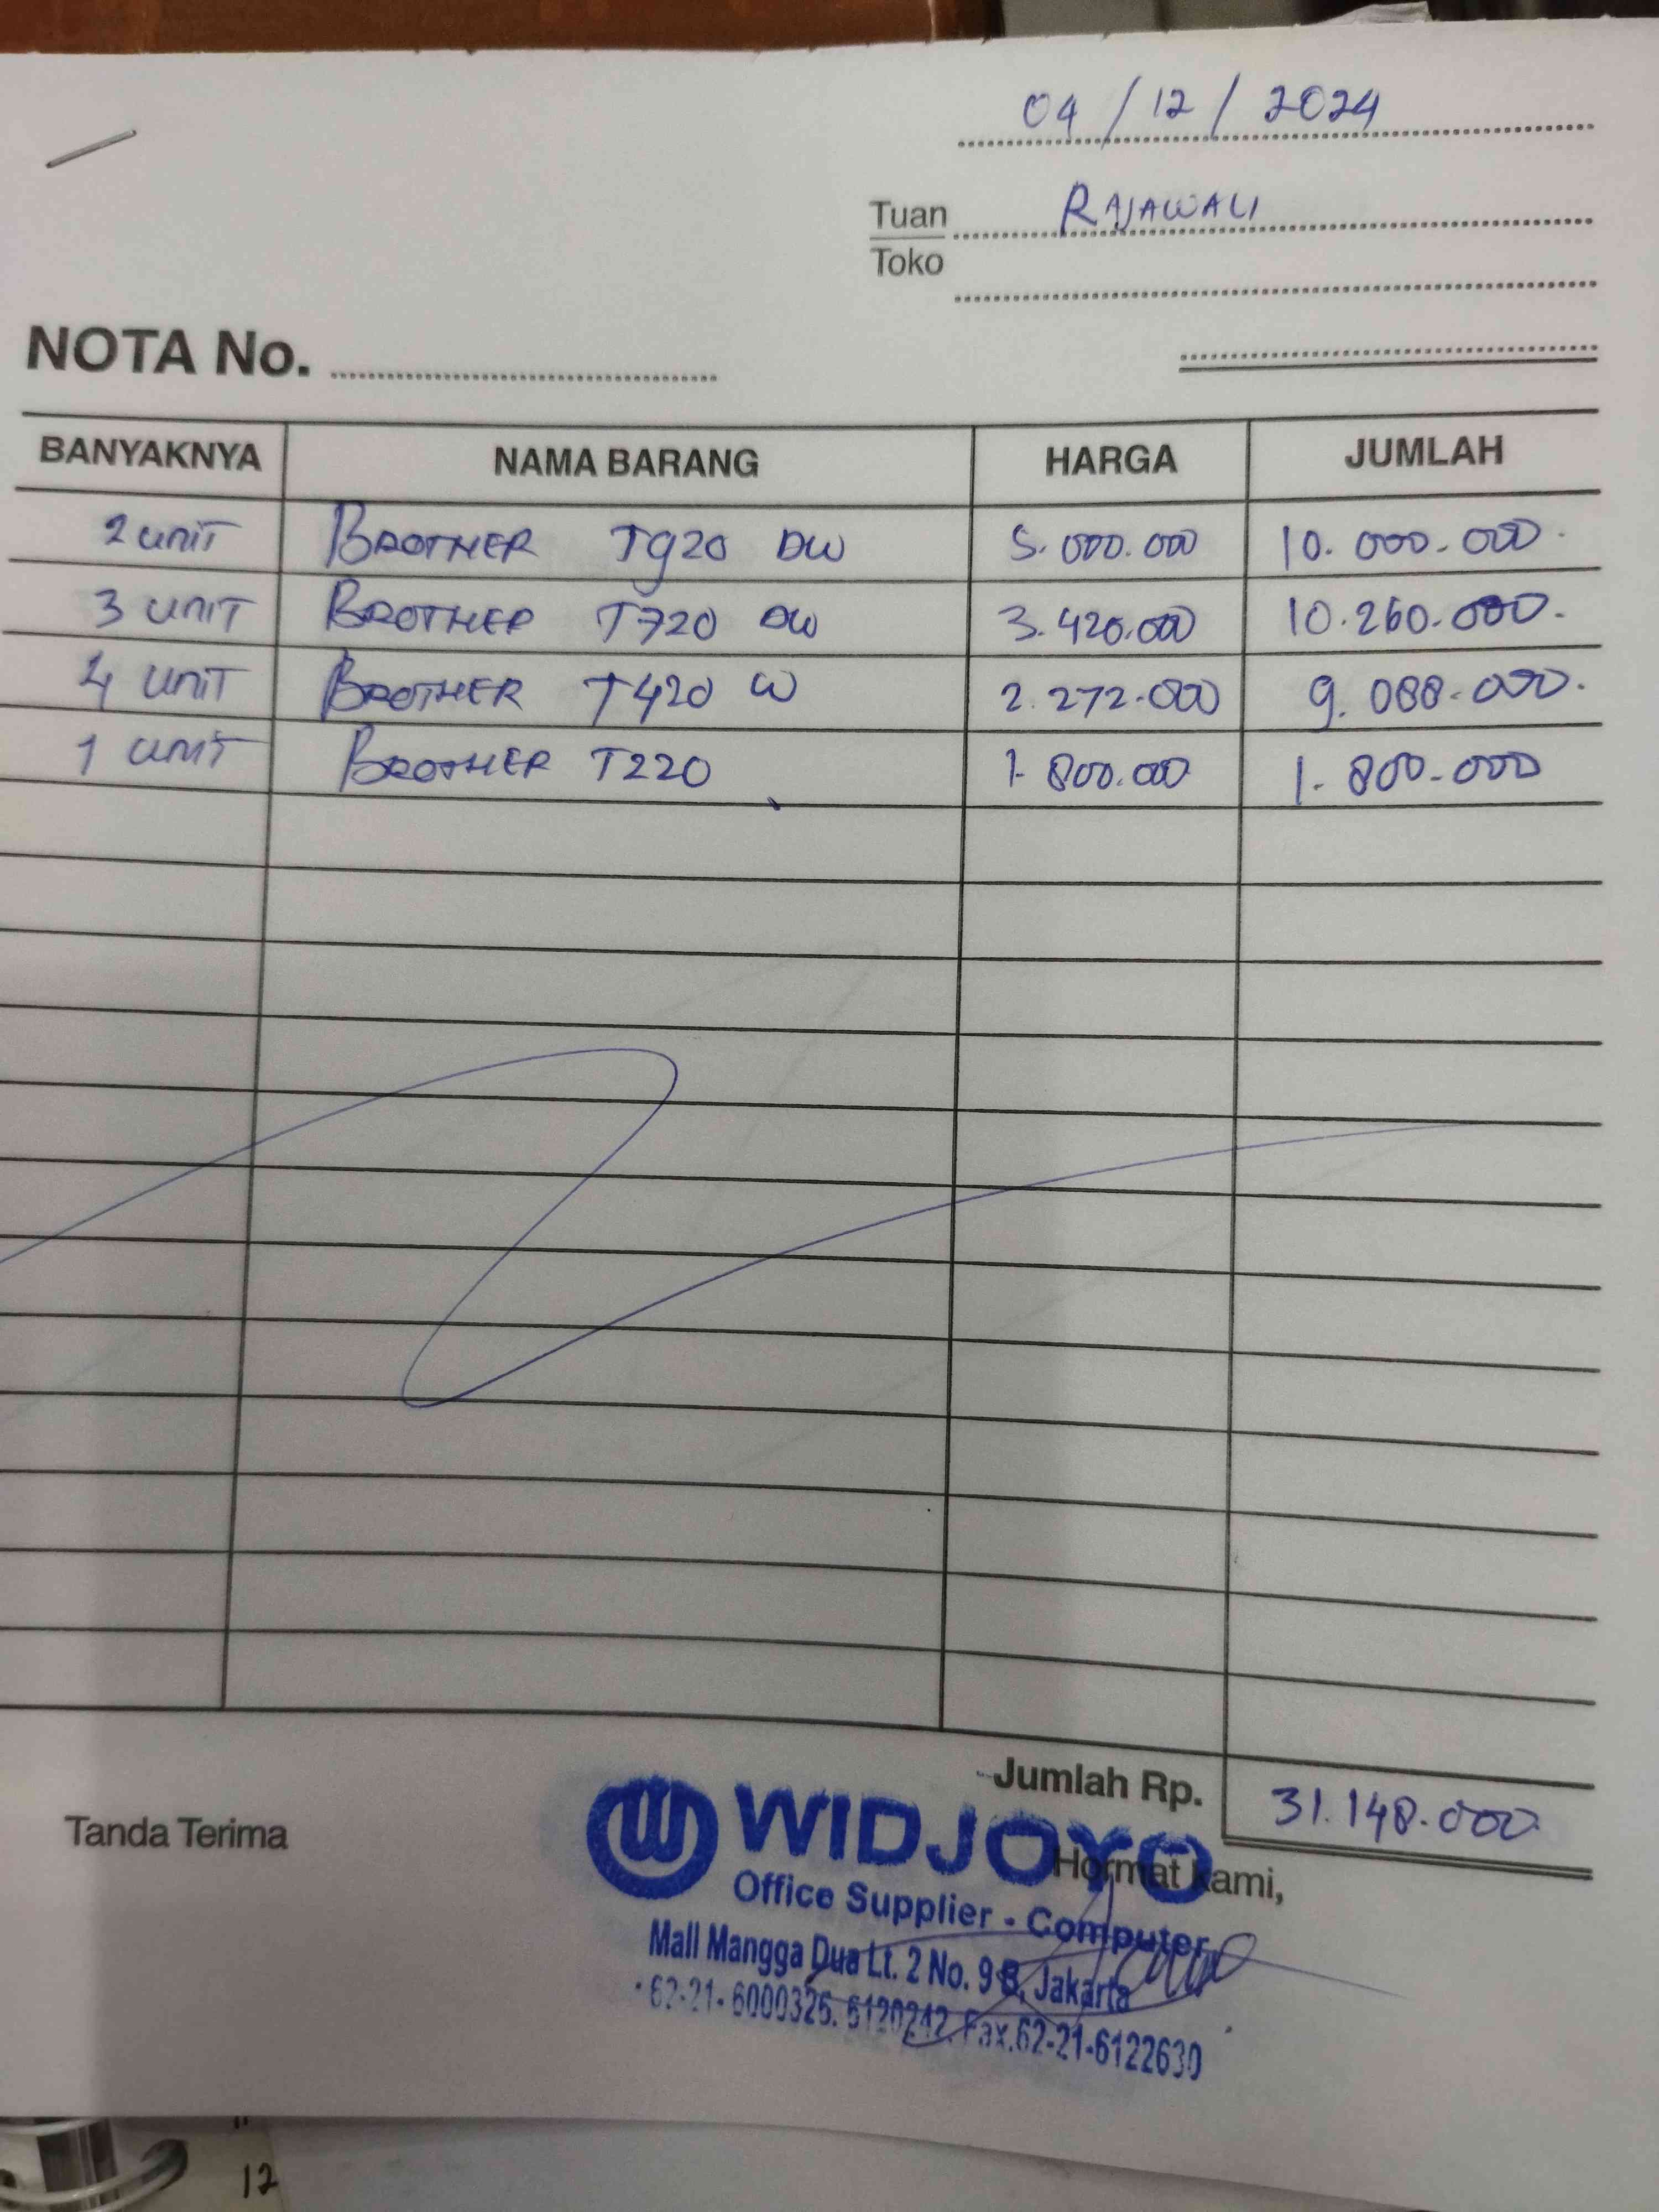 04 / 12 / 2024
Tuan RAJAWALI
Toko
NOTA No.
BANYAKNYA NAMA BARANG HARGA JUMLAH
2 UNIT BROTHER T920 DW 5.000.000 10.000.000.
3 UNIT BROTHER T720 DW 3.420.000 10.260.000.
4 UNIT BROTHER T420 W 2.272.000 9.088.000.
1 UNIT BROTHER T220 1.800.000 1.800.000
Jumlah Rp. 31.148.000
Tanda Terima
Hormat Kami,
WIDJOYO
Office Supplier - Computer
Mall Mangga Dua Lt. 2 No. 9 B, Jakarta
62-21-6000326. 6120242. Fax.62-21-6122630
12